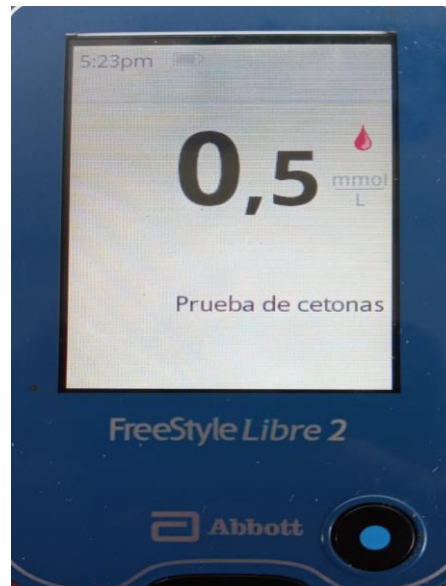 5:23pm
0,5 mmol
L
Prueba de cetonas
FreeStyle Libre 2
Abbott